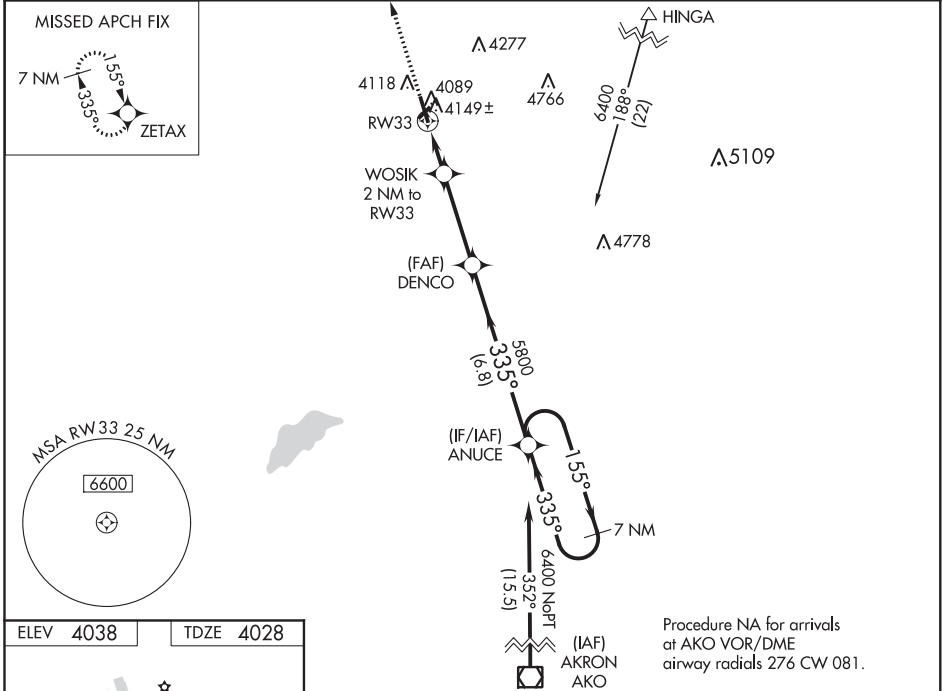 MISSED APCH FIX
7 NM
155°
335°
ZETAX
HINGA
6400
188°
(22)
4277
4118
4089
4766
4149±
RW33
5109
WOSIK
2 NM to
RW33
4778
(FAF)
DENCO
5800
335°
(6.8)
(IF/IAF)
ANUCE
155°
335°
7 NM
MSA RW33 25 NM
6600
6400 NoPT
352°
(15.5)
(IAF)
AKRON
AKO
Procedure NA for arrivals
at AKO VOR/DME
airway radials 276 CW 081.
ELEV 4038
TDZE 4028